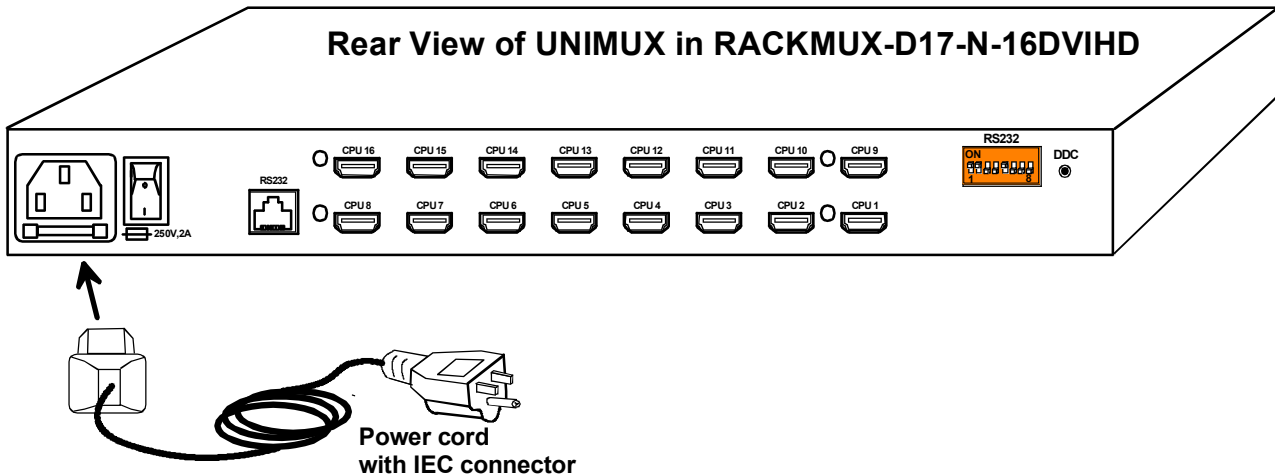 Rear View of UNIMUX in RACKMUX-D17-N-16DVIHD
RS232
ON
1 8
DDC
CPU 16 CPU 15 CPU 14 CPU 13 CPU 12 CPU 11 CPU 10 CPU 9
RS232
CPU 8 CPU 7 CPU 6 CPU 5 CPU 4 CPU 3 CPU 2 CPU 1
250V,2A
Power cord
with IEC connector